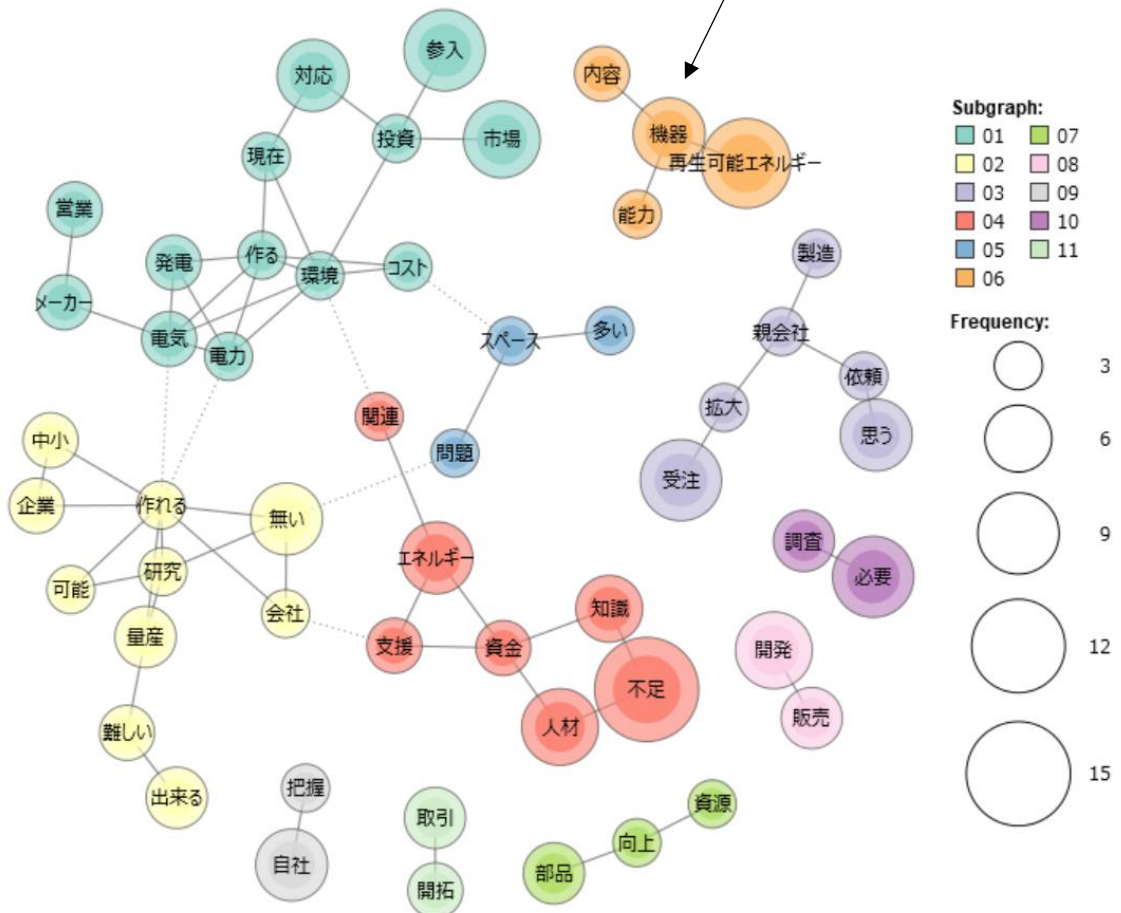 参入
対応
内容
投資
市場
機器
現在
再生可能エネルギー
営業
能力
発電
作る
環境
コスト
製造
メーカー
電気
電力
スペース
多い
親会社
依頼
関連
拡大
中小
問題
思う
受注
企業
作れる
無い
エネルギー
調査
研究
必要
可能
会社
知識
量産
支援
資金
開発
不足
難しい
人材
販売
出来る
把握
取引
資源
自社
向上
部品
開拓
Subgraph:
01 07
02 08
03 09
04 10
05 11
06
Frequency:
3
6
9
12
15